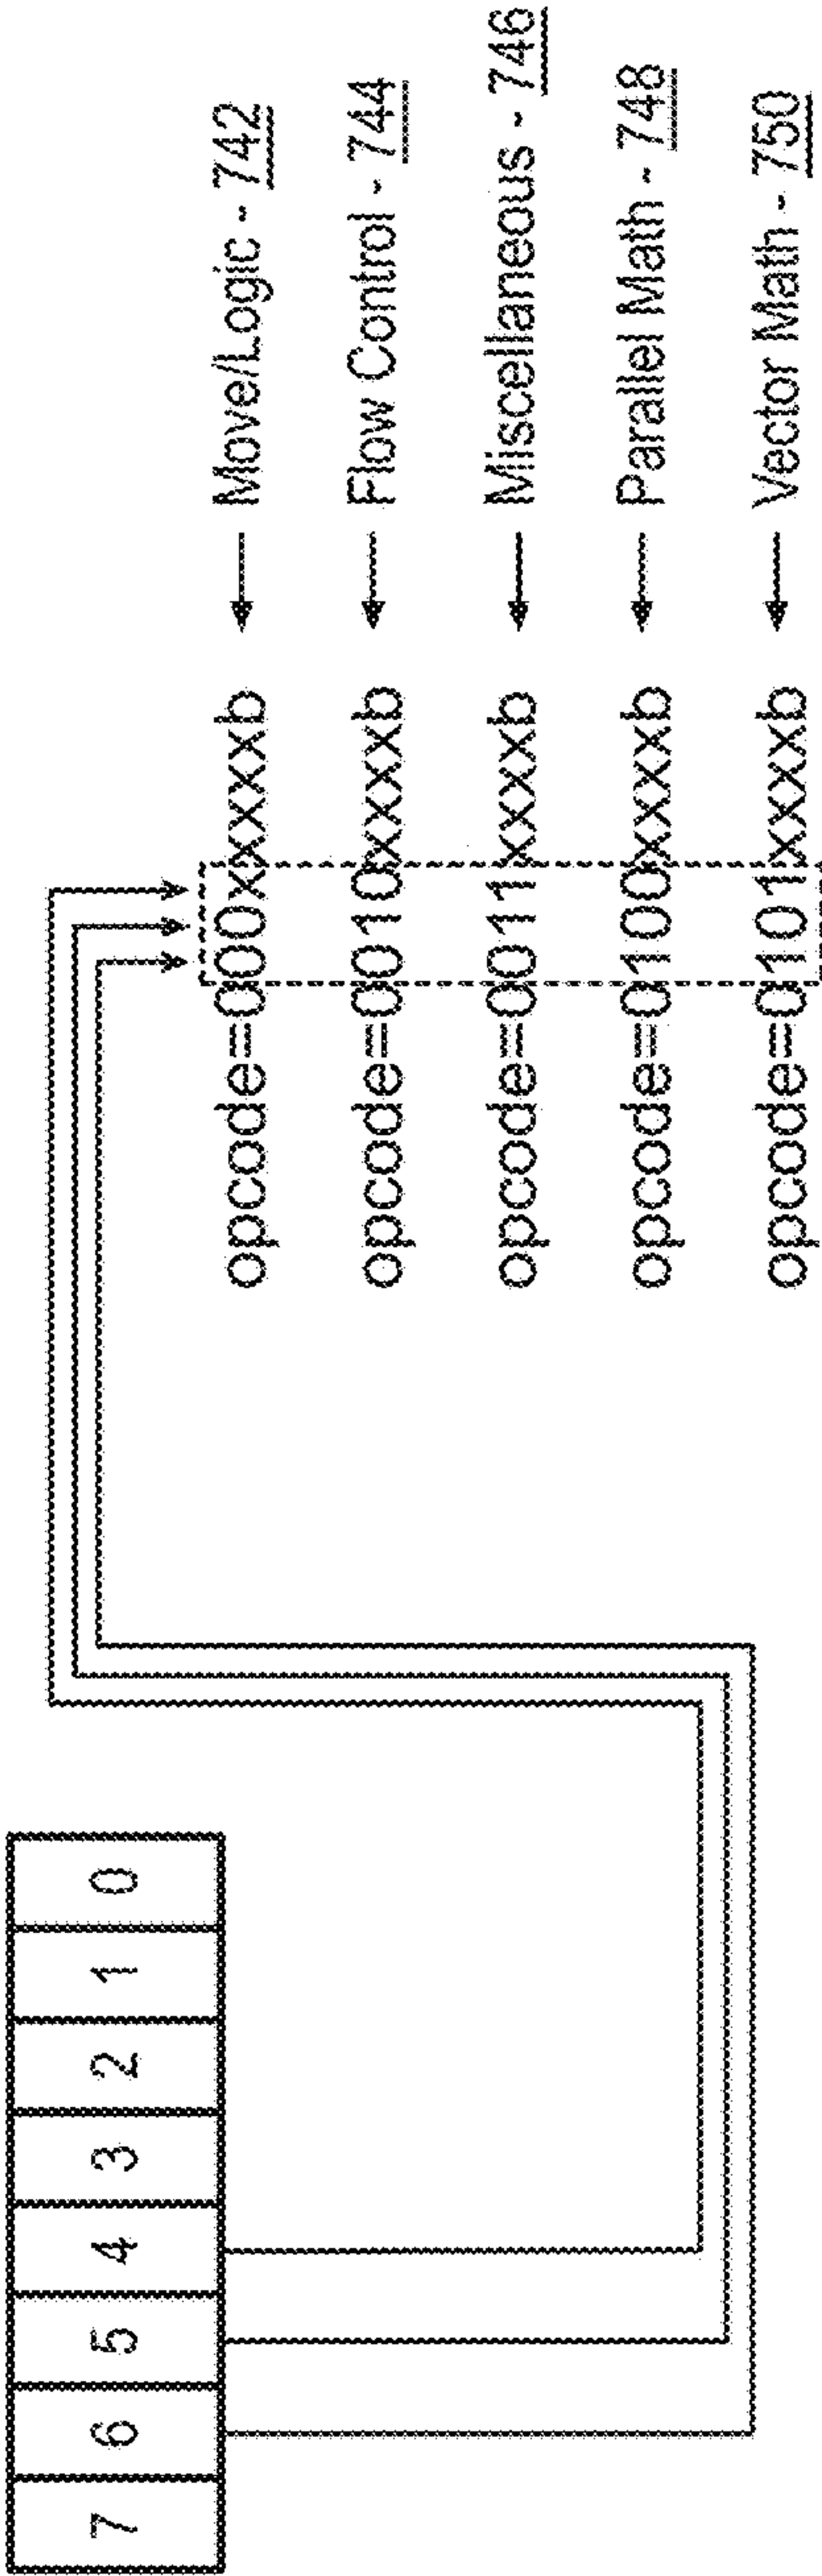 7 6 5 4 3 2 1 0
opcode=000xxxxxb ← Move/Logic - 742
opcode=0010xxxxb ← Flow Control - 744
opcode=0011xxxxb ← Miscellaneous - 746
opcode=0100xxxxb ← Parallel Math - 748
opcode=0101xxxxb ← Vector Math - 750